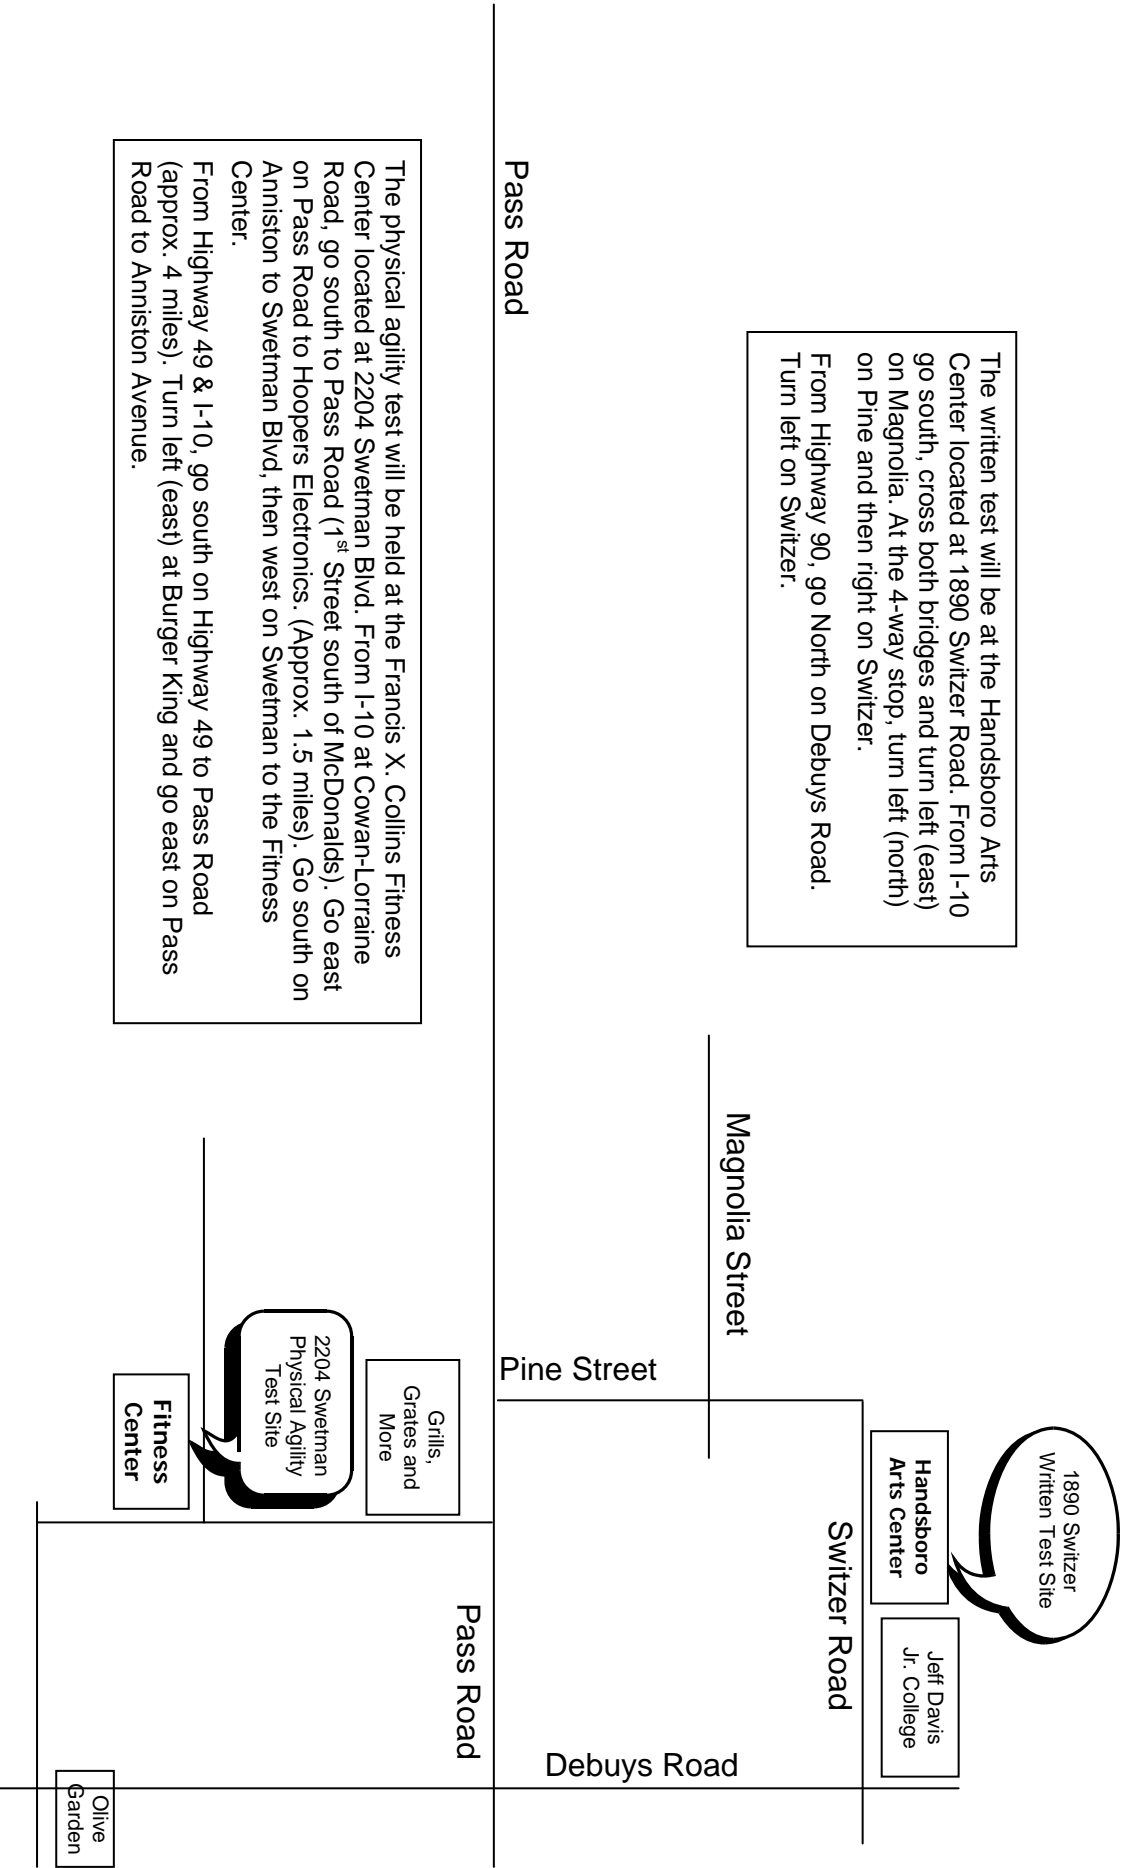 1890 Switzer
Written Test Site
Handsboro
Arts Center
Jeff Davis
Jr. College
Switzer Road
The written test will be at the Handsboro Arts
Center located at 1890 Switzer Road. From I-10
go south, cross both bridges and turn left (east)
on Magnolia. At the 4-way stop, turn left (north)
on Pine and then right on Switzer.
From Highway 90, go North on Debuys Road.
Turn left on Switzer.
Magnolia Street
Pine Street
Debuys Road
Pass Road
Pass Road
Grills,
Grates and
More
2204 Swetman
Physical Agility
Test Site
Fitness
Center
The physical agility test will be held at the Francis X. Collins Fitness
Center located at 2204 Swetman Blvd. From I-10 at Cowan-Lorraine
Road, go south to Pass Road (1st Street south of McDonalds). Go east
on Pass Road to Hoopers Electronics. (Approx. 1.5 miles). Go south on
Anniston to Swetman Blvd, then west on Swetman to the Fitness
Center.
From Highway 49 & I-10, go south on Highway 49 to Pass Road
(approx. 4 miles). Turn left (east) at Burger King and go east on Pass
Road to Anniston Avenue.
Olive
Garden